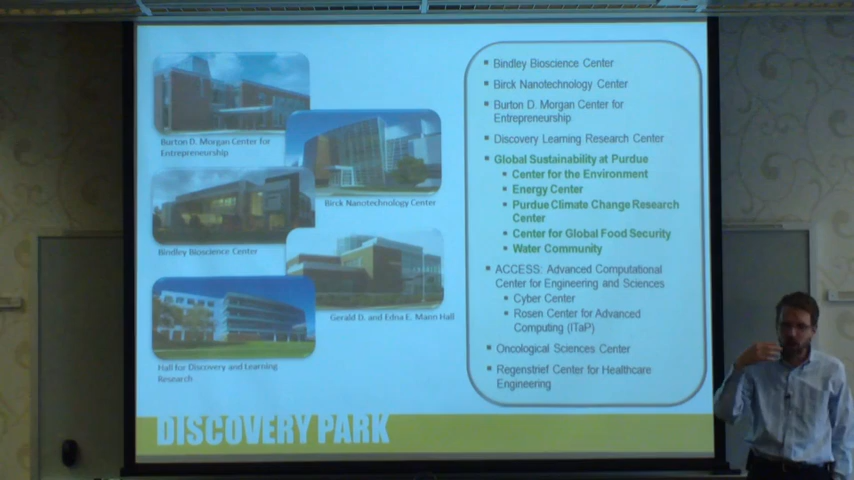 Burton D. Morgan Center for
Entrepreneurship
Birck Nanotechnology Center
Bindley Bioscience Center
Gerald D. and Edna E. Mann Hall
Hall for Discovery and Learning
Research
Bindley Bioscience Center
Birck Nanotechnology Center
Burton D. Morgan Center for
Entrepreneurship
Discovery Learning Research Center
Global Sustainability at Purdue
Center for the Environment
Energy Center
Purdue Climate Change Research
Center
Center for Global Food Security
Water Community
ACCESS: Advanced Computational
Center for Engineering and Sciences
Cyber Center
Rosen Center for Advanced
Computing (ITaP)
Oncological Sciences Center
Regenstrief Center for Healthcare
Engineering
DISCOVERY PARK